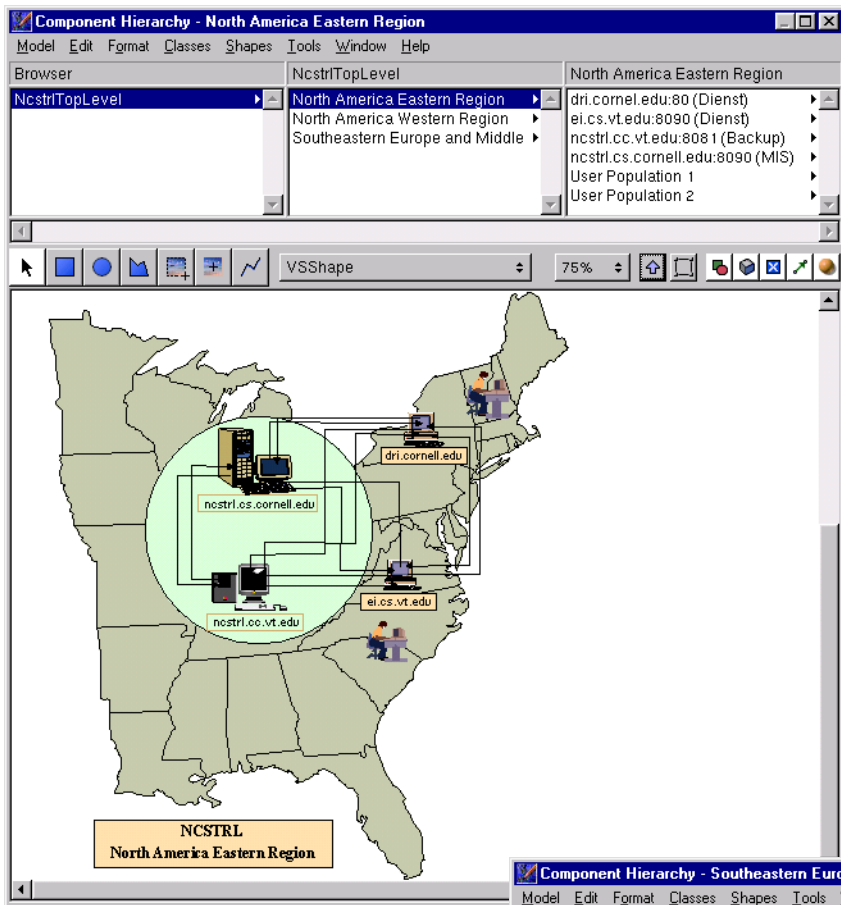 Component Hierarchy - North America Eastern Region
Model Edit Format Classes Shapes Tools Window Help
Browser
NcstrlTopLevel
North America Eastern Region
NcstrlTopLevel
North America Eastern Region
North America Western Region
Southeastern Europe and Middle
dri.cornel.edu:80 (Dienst)
ei.cs.vt.edu:8090 (Dienst)
ncstrl.cc.vt.edu:8081 (Backup)
ncstrl.cs.cornell.edu:8090 (MIS)
User Population 1
User Population 2
VSShape
75%
dri.cornell.edu
ncstrl.cs.cornell.edu
ei.cs.vt.edu
ncstrl.cc.vt.edu
NCSTRL
North America Eastern Region
Component Hierarchy - Southeastern Euro
Model Edit Format Classes Shapes Tools